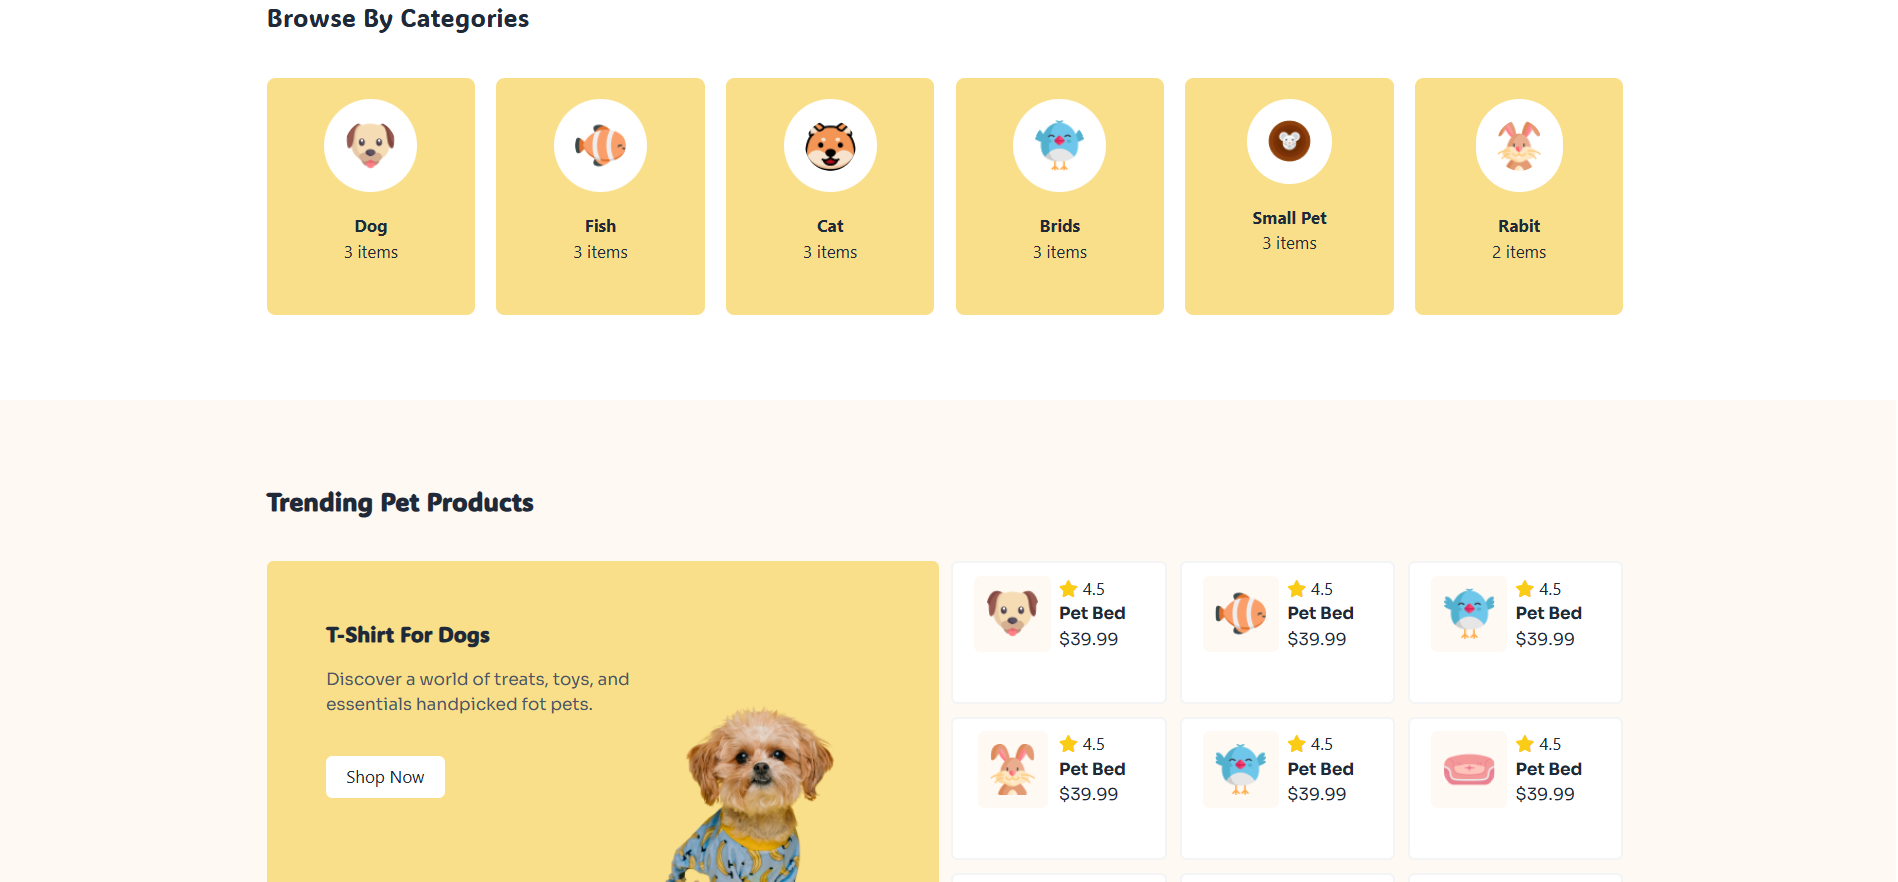 Browse By Categories
Dog
3 items
Fish
3 items
Cat
3 items
Brids
3 items
Small Pet
3 items
Rabit
2 items
Trending Pet Products
T-Shirt For Dogs
Discover a world of treats, toys, and
essentials handpicked fot pets.
Shop Now
4.5
Pet Bed
$39.99
4.5
Pet Bed
$39.99
4.5
Pet Bed
$39.99
4.5
Pet Bed
$39.99
4.5
Pet Bed
$39.99
4.5
Pet Bed
$39.99